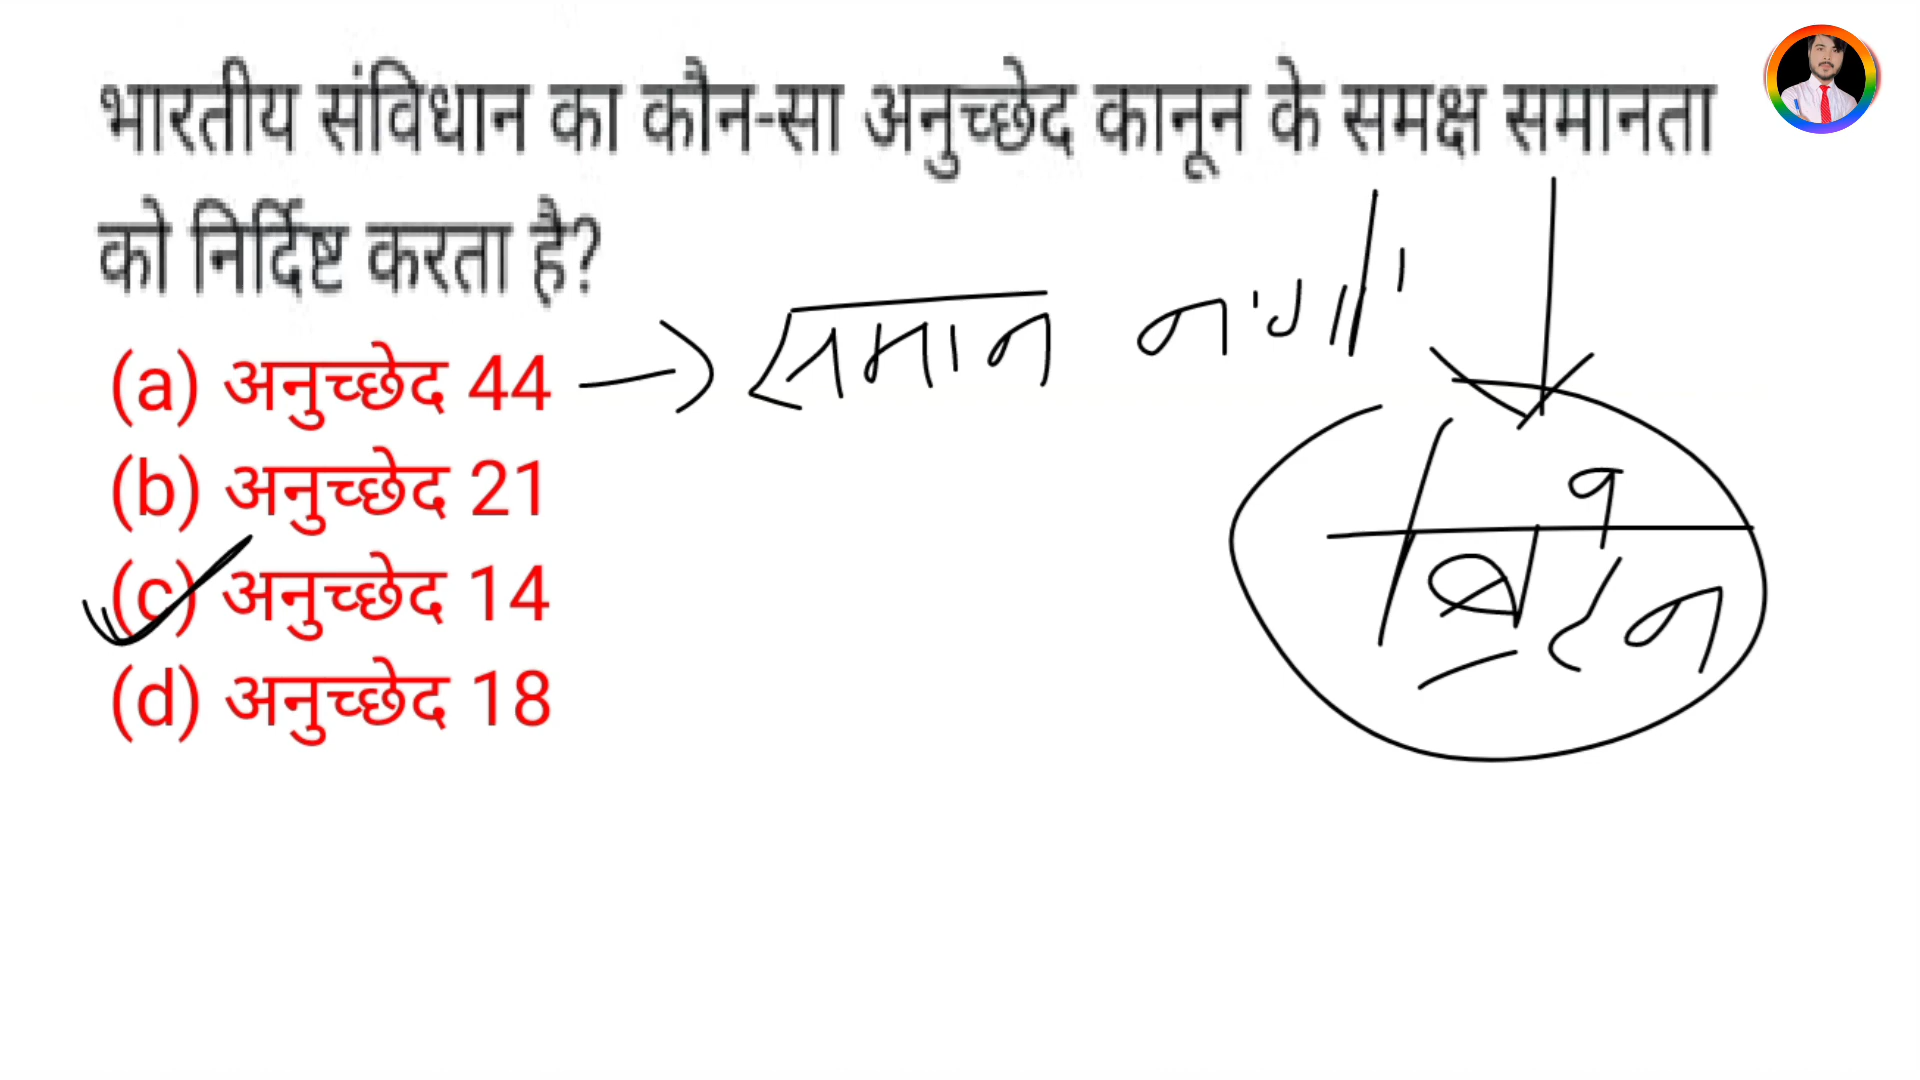 भारतीय संविधान का कौन-सा अनुच्छेद कानून के समक्ष समानता
को निर्दिष्ट करता है?
(a) अनुच्छेद 44
समान
(b) अनुच्छेद 21
(c) अनुच्छेद 14
(d) अनुच्छेद 18